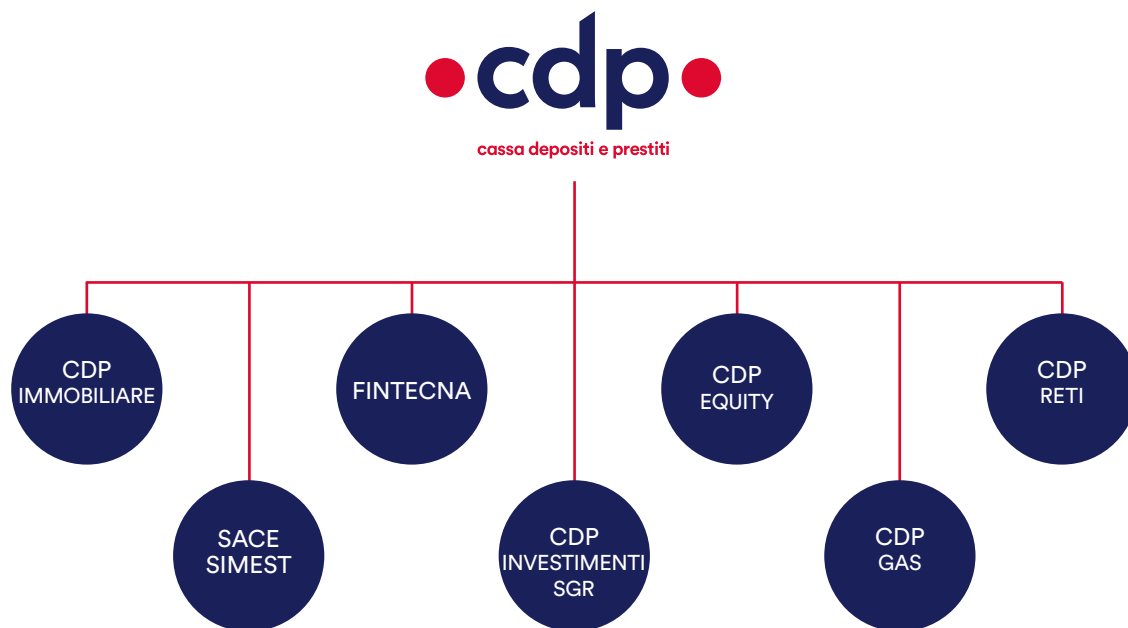 cdp
cassa depositi e prestiti
CDP
IMMOBILIARE
FINTECNA
CDP
EQUITY
CDP
RETI
SACE
SIMEST
CDP
INVESTIMENTI
SGR
CDP
GAS